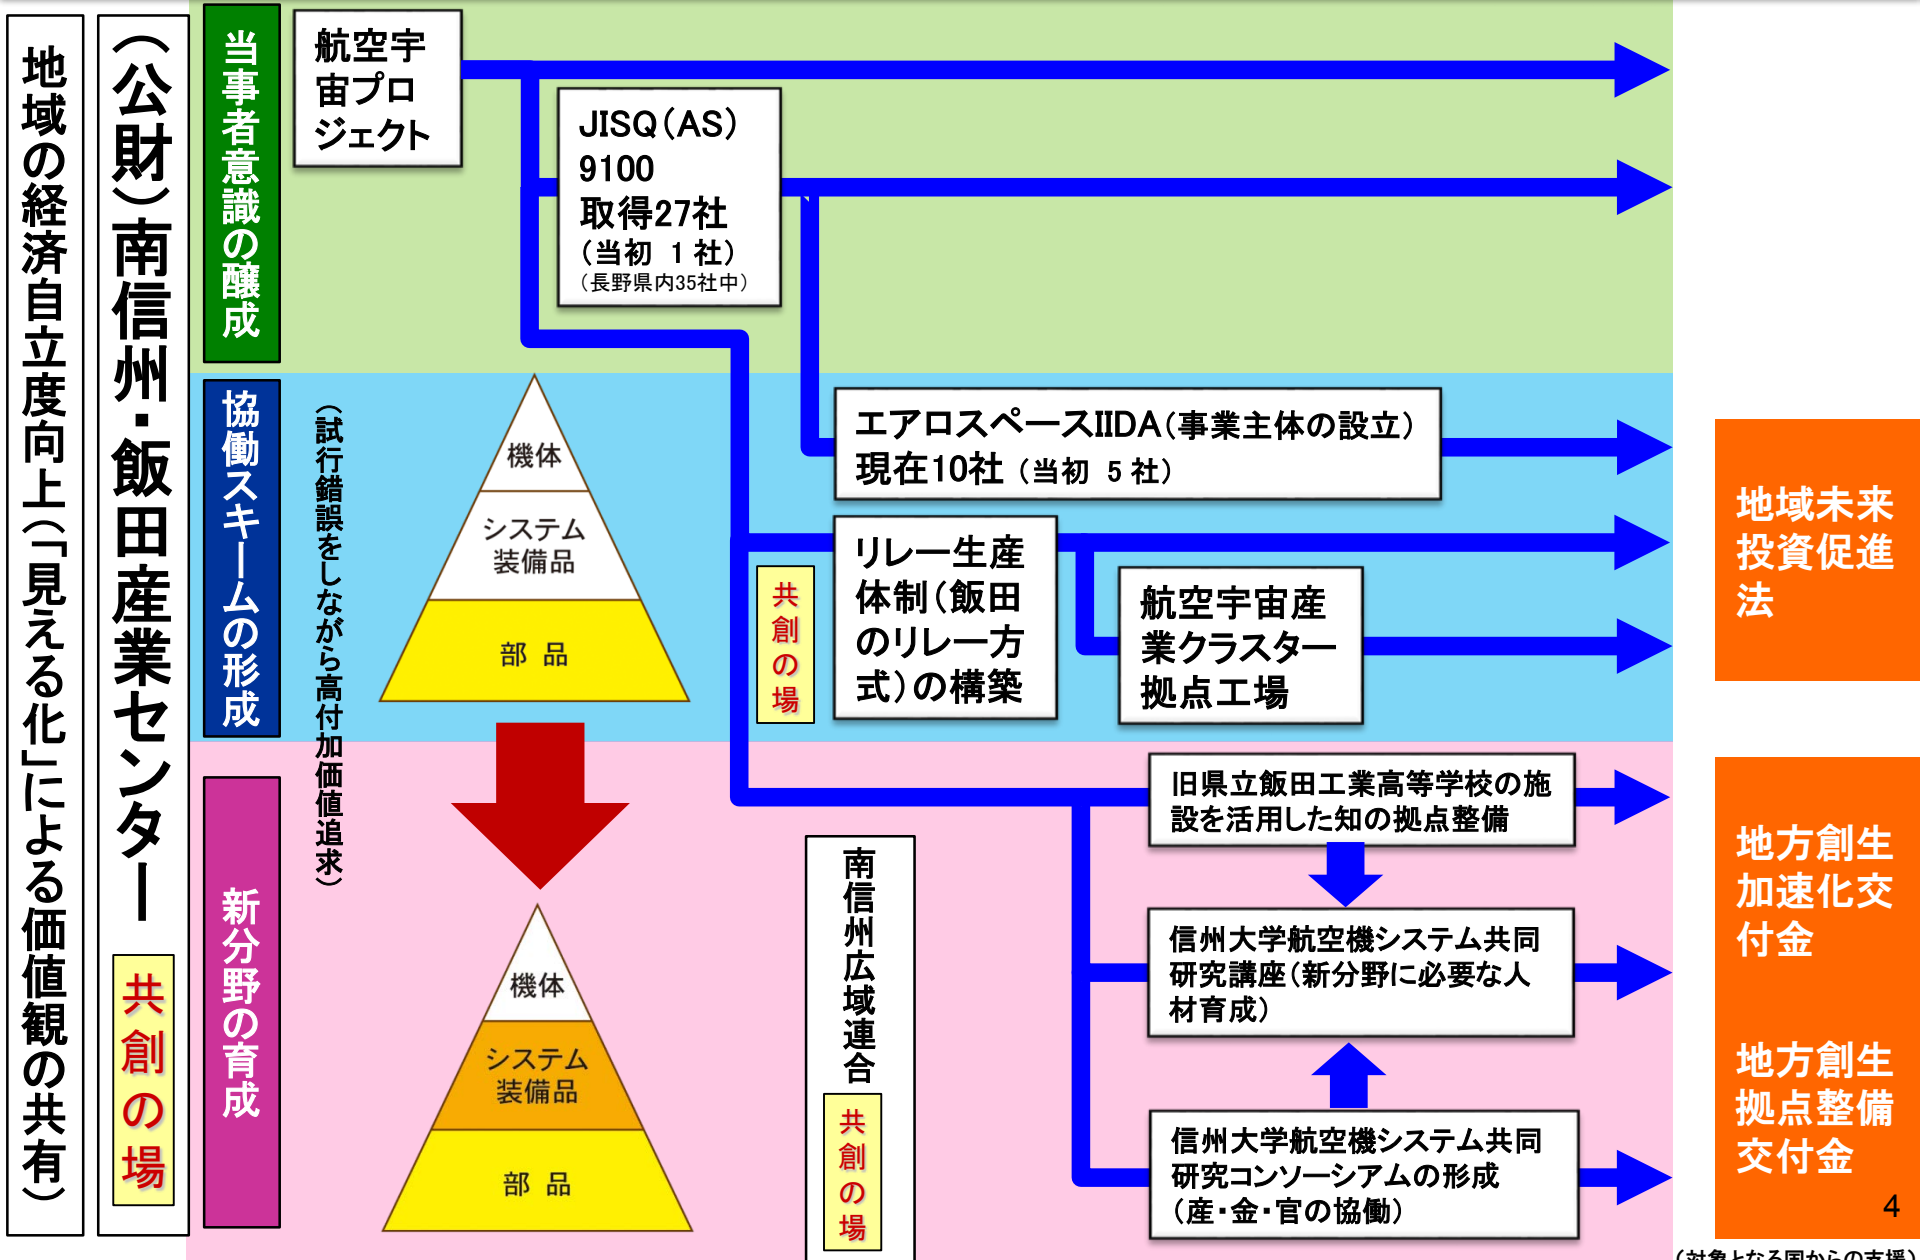 地域の経済自立度向上(「見える化」による価値観の共有)
(公財)南信州・飯田産業センター
共創の場
当事者意識の醸成
航空宇
宙プロ
ジェクト
JISQ(AS)
9100
取得27社
(当初 1 社)
(長野県内35社中)
協働スキームの形成
(試行錯誤をしながら高付加価値追求)
機体
システム
装備品
部 品
エアロスペースIIDA(事業主体の設立)
現在10社 (当初 5 社)
共創の場
リレー生産
体制(飯田
のリレー方
式)の構築
航空宇宙産
業クラスター
拠点工場
地域未来
投資促進
法
新分野の育成
機体
システム
装備品
部 品
南信州広域連合
共創の場
旧県立飯田工業高等学校の施
設を活用した知の拠点整備
信州大学航空機システム共同
研究講座(新分野に必要な人
材育成)
信州大学航空機システム共同
研究コンソーシアムの形成
(産・金・官の協働)
地方創生
加速化交
付金
地方創生
拠点整備
交付金
4
(対象となる国からの支援)